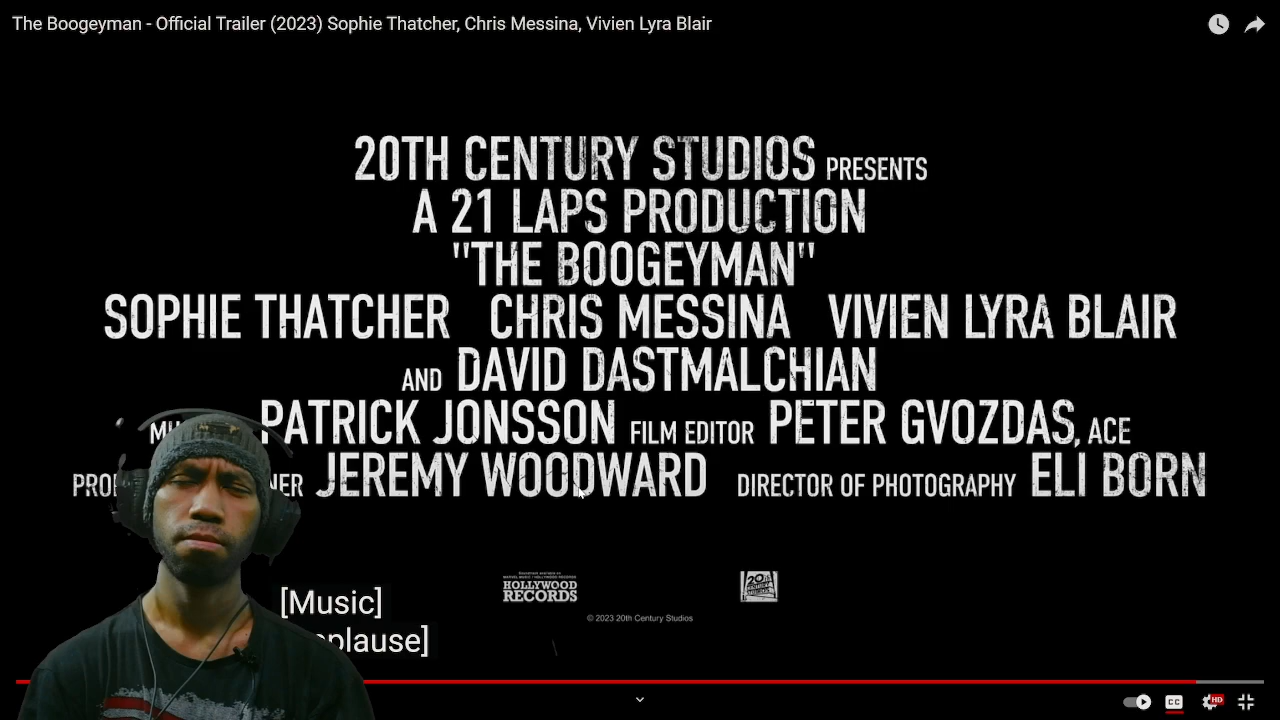 The Boogeyman - Official Trailer (2023) Sophie Thatcher, Chris Messina, Vivien Lyra Blair
20TH CENTURY STUDIOS PRESENTS
A 21 LAPS PRODUCTION
"THE BOOGEYMAN"
SOPHIE THATCHER CHRIS MESSINA VIVIEN LYRA BLAIR
AND DAVID DASTMALCHIAN
PATRICK JONSSON FILM EDITOR PETER GVOZDAS, ACE
JEREMY WOODWARD DIRECTOR OF PHOTOGRAPHY ELI BORN
HOLLYWOOD
RECORDS
© 2023 20th Century Studios
[Music]
CC
HD